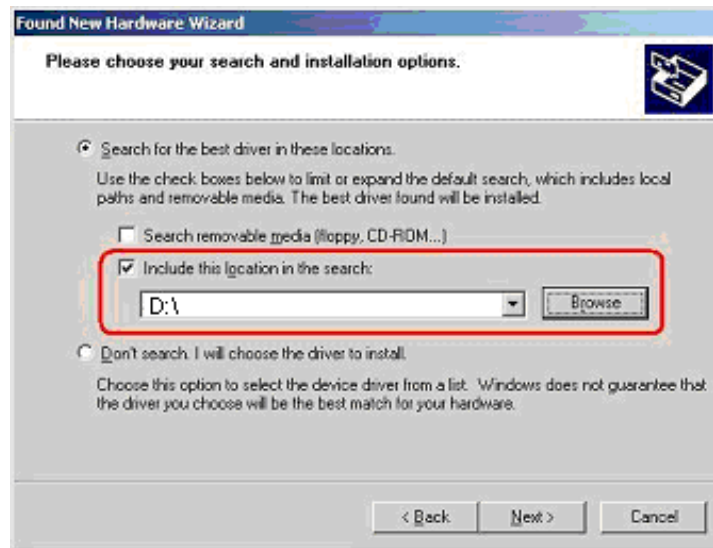 Found New Hardware Wizard
Please choose your search and installation options.
Search for the best driver in these locations.
Use the check boxes below to limit or expand the default search, which includes local
paths and removable media. The best driver found will be installed.
Search removable media (floppy, CD-ROM...)
Include this location in the search:
D:\
Browse
Don't search. I will choose the driver to install.
Choose this option to select the device driver from a list. Windows does not guarantee that
the driver you choose will be the best match for your hardware.
< Back Next > Cancel